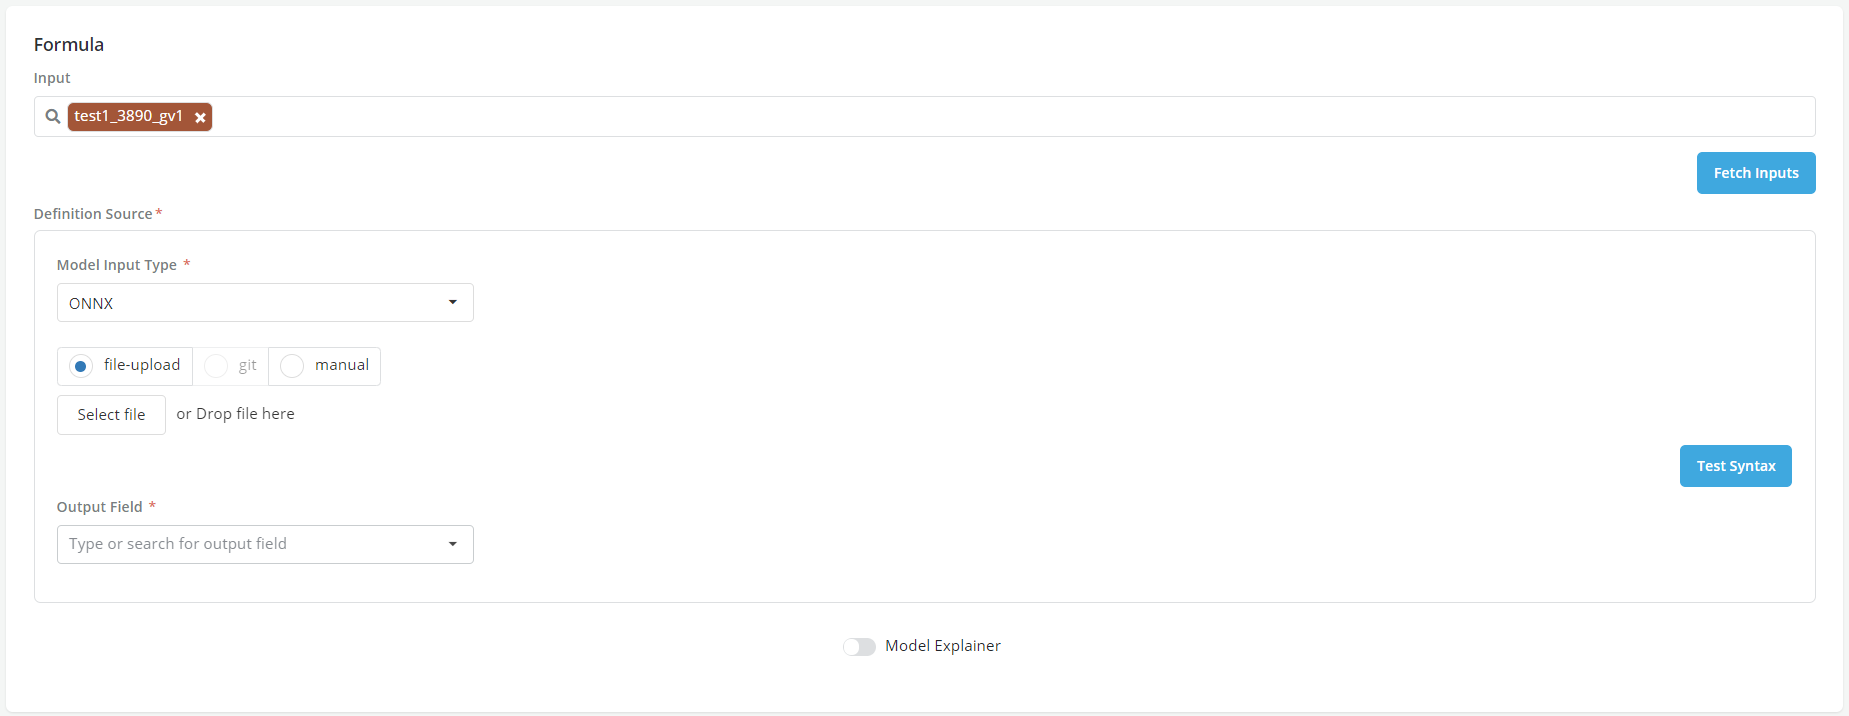 Formula
Input
test1_3890_gv1
Fetch Inputs
Definition Source *
Model Input Type *
ONNX
file-upload git manual
Select file or Drop file here
Test Syntax
Output Field *
Type or search for output field
Model Explainer